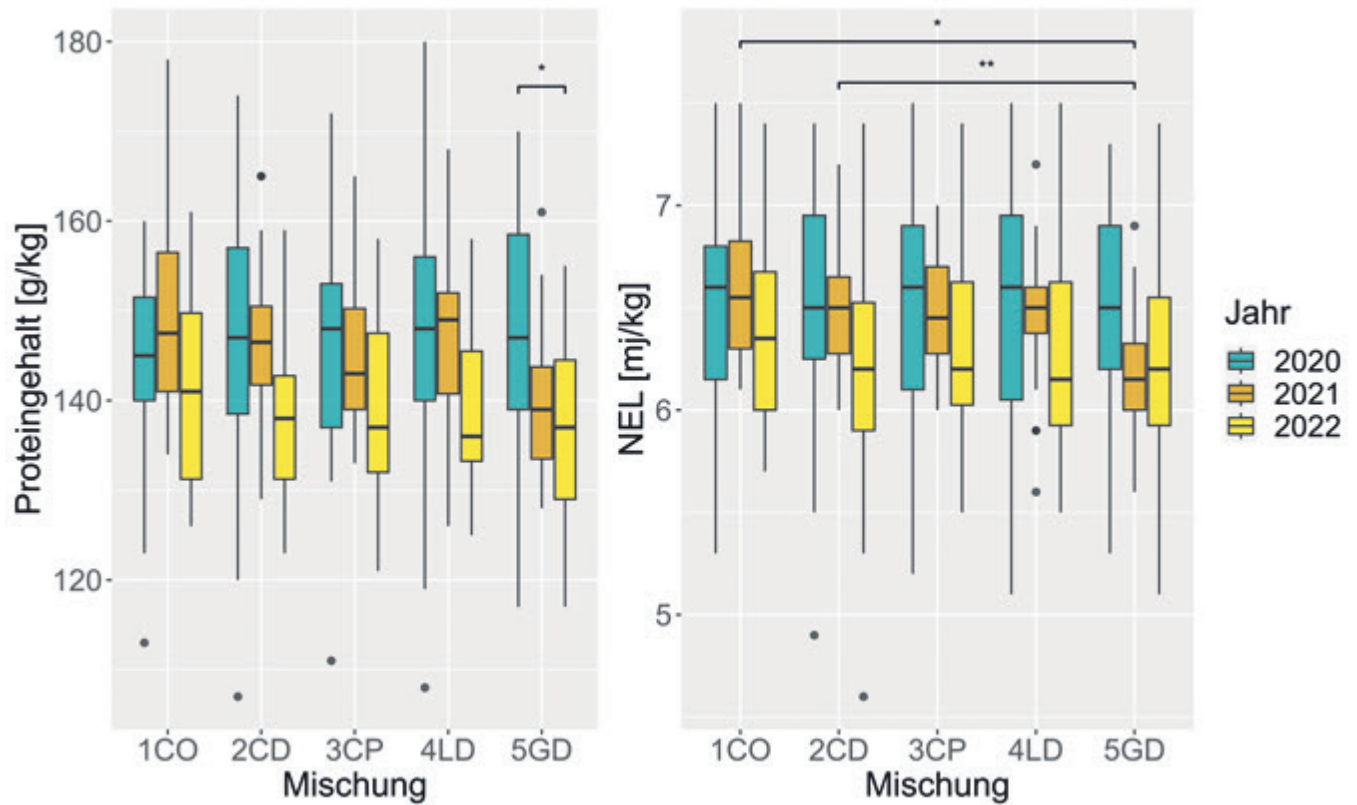 Proteingehalt [g/kg]
180
160
140
120
*
1CO 2CD 3CP 4LD 5GD
Mischung
NEL [mj/kg]
7
6
5
*
**
1CO 2CD 3CP 4LD 5GD
Mischung
Jahr
2020
2021
2022